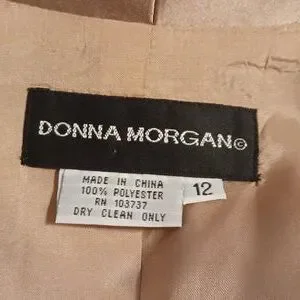 DONNA MORGAN©
MADE IN CHINA
100% POLYESTER
RN 103737
DRY CLEAN ONLY
12